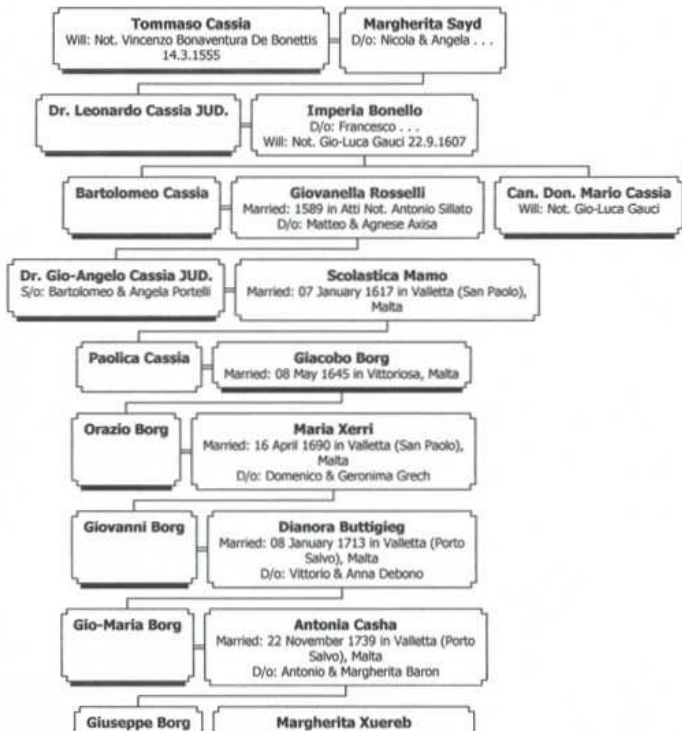 Tommaso Cassia
Will: Not. Vincenzo Bonaventura De Bonettis
14.3.1555
Margherita Sayd
D/o: Nicola & Angela . . .
Dr. Leonardo Cassia JUD.
Imperia Bonello
D/o: Francesco . . .
Will: Not. Gio-Luca Gauci 22.9.1607
Bartolomeo Cassia
Giovanella Rosselli
Married: 1589 in Atti Not. Antonio Sillato
D/o: Matteo & Agnese Axisa
Can. Don. Mario Cassia
Will: Not. Gio-Luca Gauci
Dr. Gio-Angelo Cassia JUD.
S/o: Bartolomeo & Angela Portelli
Scolastica Mamo
Married: 07 January 1617 in Valletta (San Paolo),
Malta
Paolica Cassia
Giacobo Borg
Married: 08 May 1645 in Vittoriosa, Malta
Orazio Borg
Maria Xerri
Married: 16 April 1690 in Valletta (San Paolo),
Malta
D/o: Domenico & Geronima Grech
Giovanni Borg
Dianora Buttigieg
Married: 08 January 1713 in Valletta (Porto
Salvo), Malta
D/o: Vittorio & Anna Debono
Gio-Maria Borg
Antonia Casha
Married: 22 November 1739 in Valletta (Porto
Salvo), Malta
D/o: Antonio & Margherita Baron
Giuseppe Borg
Margherita Xuereb